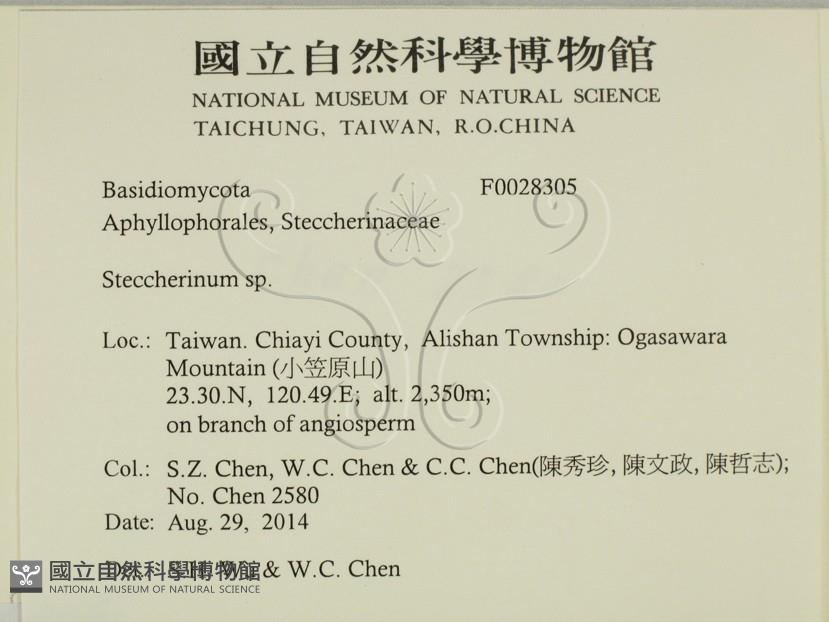 國立自然科學博物館
NATIONAL MUSEUM OF NATURAL SCIENCE
TAICHUNG, TAIWAN, R.O.CHINA
Basidiomycota F0028305
Aphyllophorales, Steccherinaceae
Steccherinum sp.
Loc.: Taiwan. Chiayi County, Alishan Township: Ogasawara
Mountain (小笠原山)
23.30.N, 120.49.E; alt. 2,350m;
on branch of angiosperm
Col.: S.Z. Chen, W.C. Chen & C.C. Chen(陳秀珍, 陳文政, 陳哲志);
No. Chen 2580
Date: Aug. 29, 2014
& W.C. Chen
國立自然科學博物館
NATIONAL MUSEUM OF NATURAL SCIENCE